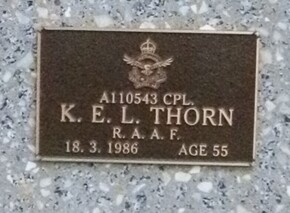 A110543 CPL.
K. E. L. THORN
R. A. A. F.
18. 3. 1986 AGE 55